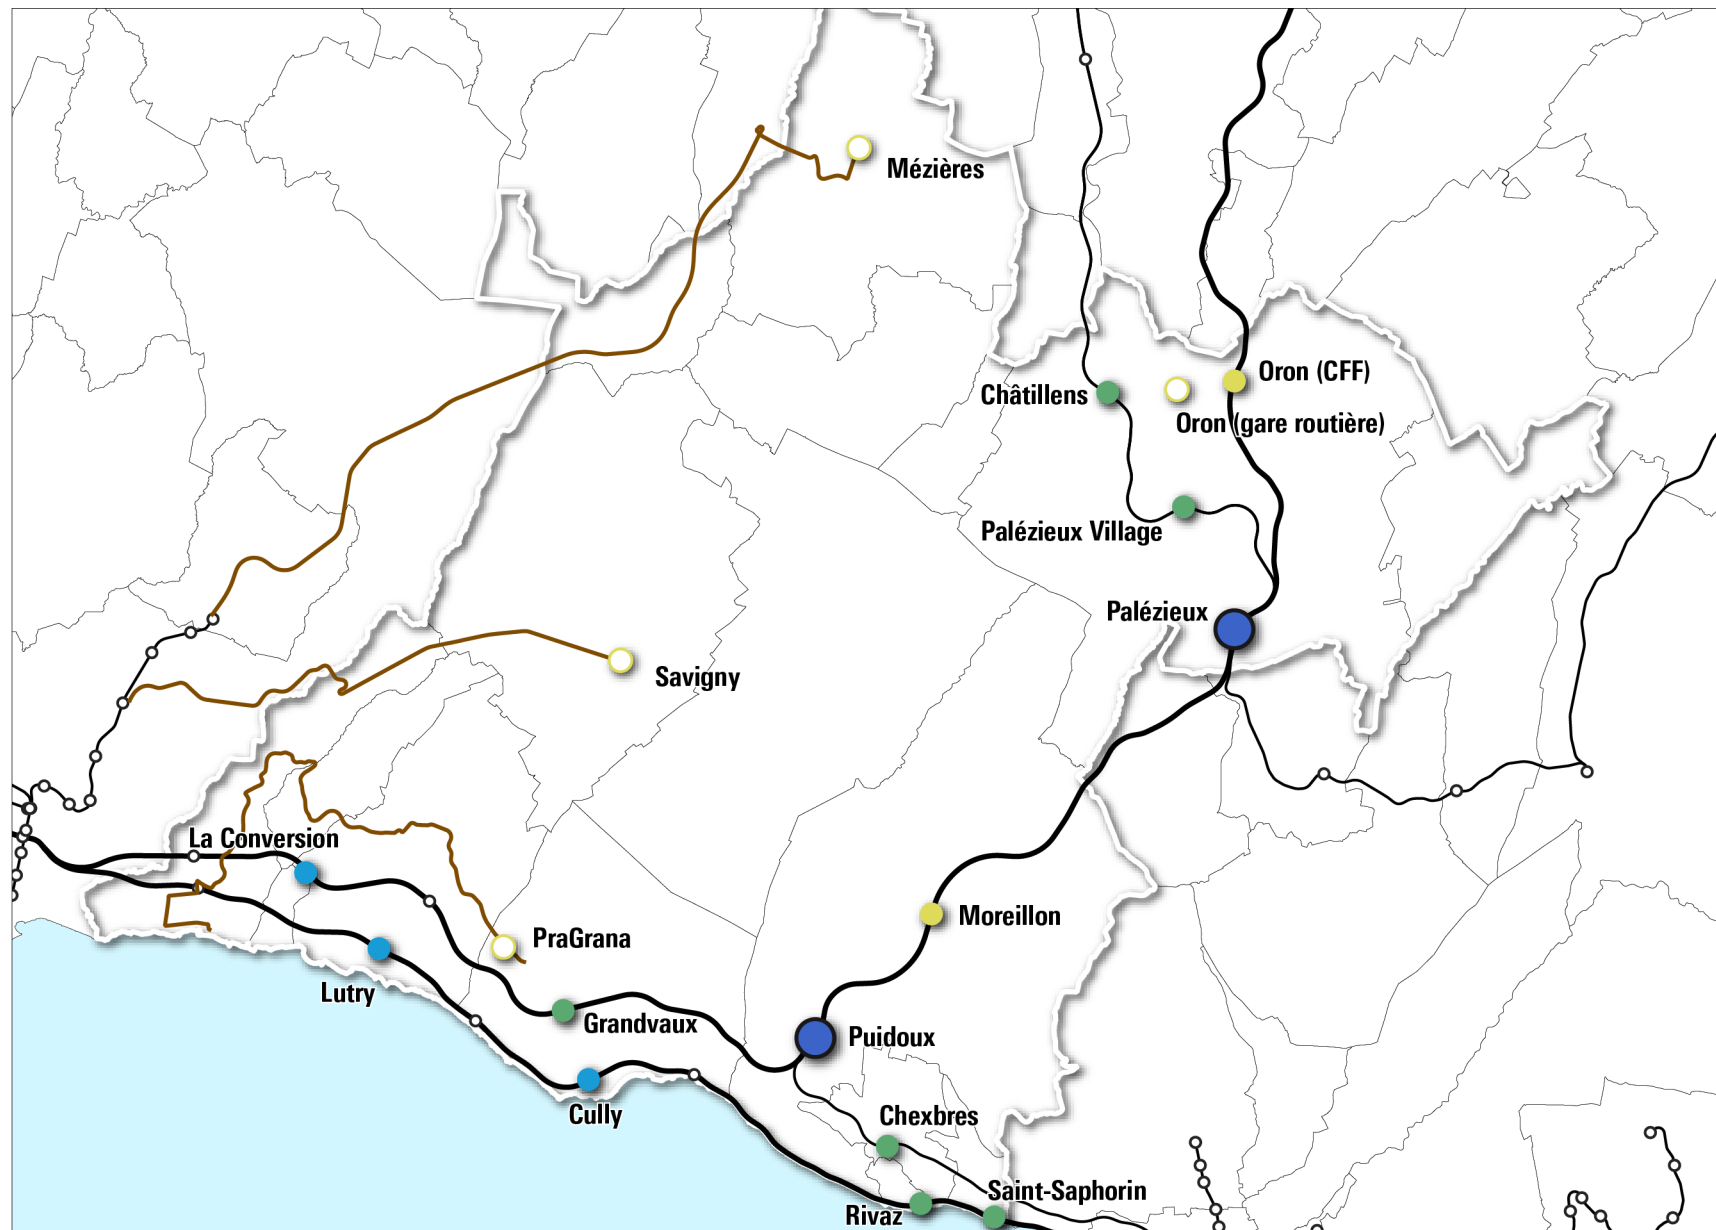 Mézières
Oron (CFF)
Châtillens
Oron (gare routière)
Palézieux Village
Palézieux
Savigny
La Conversion
Moreillon
PraGrana
Lutry
Grandvaux
Puidoux
Cully
Chexbres
Saint-Saphorin
Rivaz